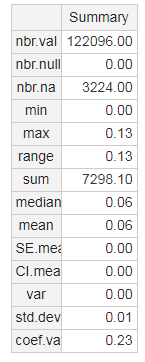 Summary
nbr.val 122096.00
nbr.null 0.00
nbr.na 3224.00
min 0.00
max 0.13
range 0.13
sum 7298.10
median 0.06
mean 0.06
SE.mea 0.00
CI.mea 0.00
var 0.00
std.dev 0.01
coef.va 0.23